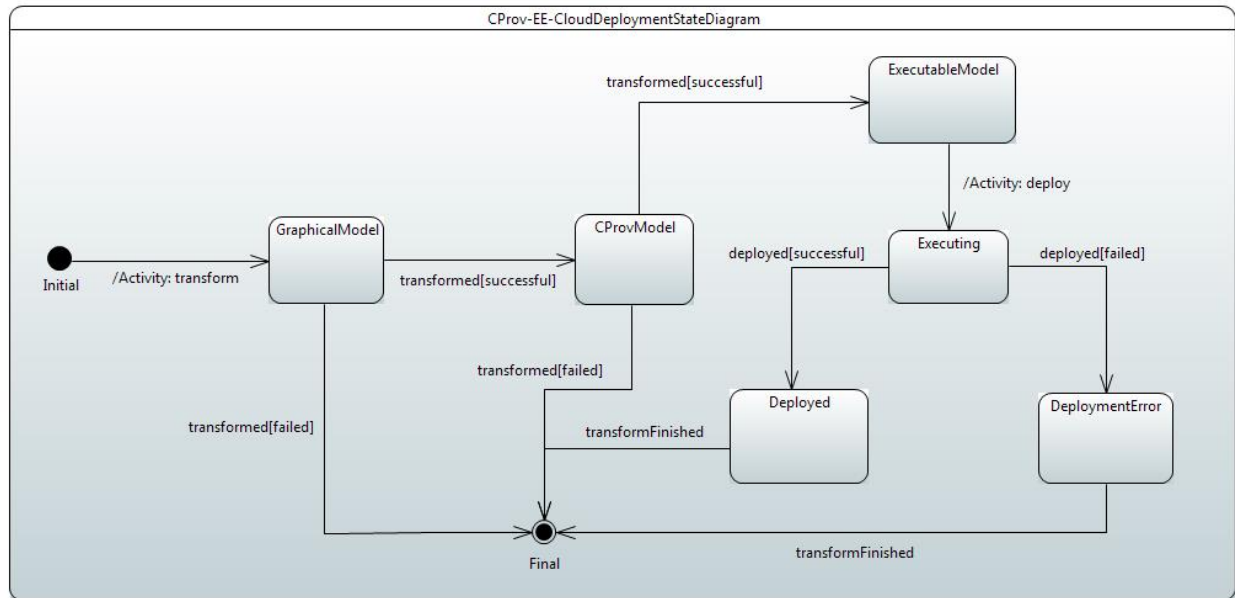 CProv-EE-CloudDeploymentStateDiagram
ExecutableModel
transformed[successful]
/Activity: deploy
GraphicalModel
CProvModel
Executing
deployed[successful]
deployed[failed]
Initial
/Activity: transform
transformed[successful]
transformed[failed]
Deployed
DeploymentError
transformed[failed]
transformFinished
Final
transformFinished